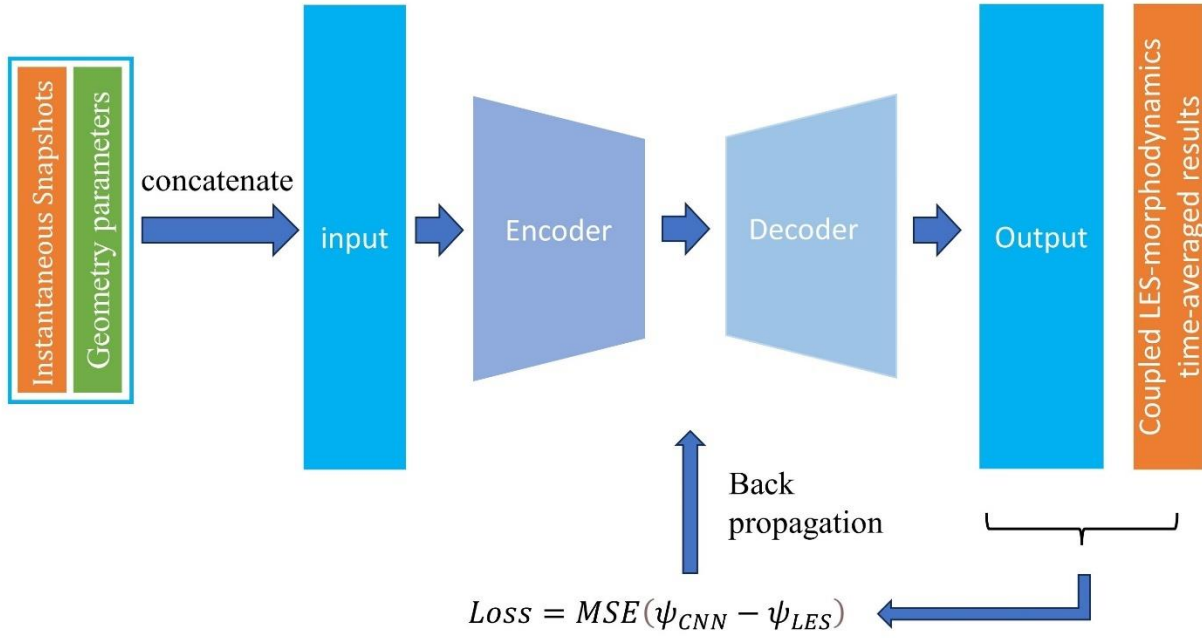 Instantaneous Snapshots
Geometry parameters
concatenate
input
Encoder
Decoder
Output
Coupled LES-morphodynamics
time-averaged results
Back
propagation
Loss = MSE(ψ_CNN − ψ_LES)